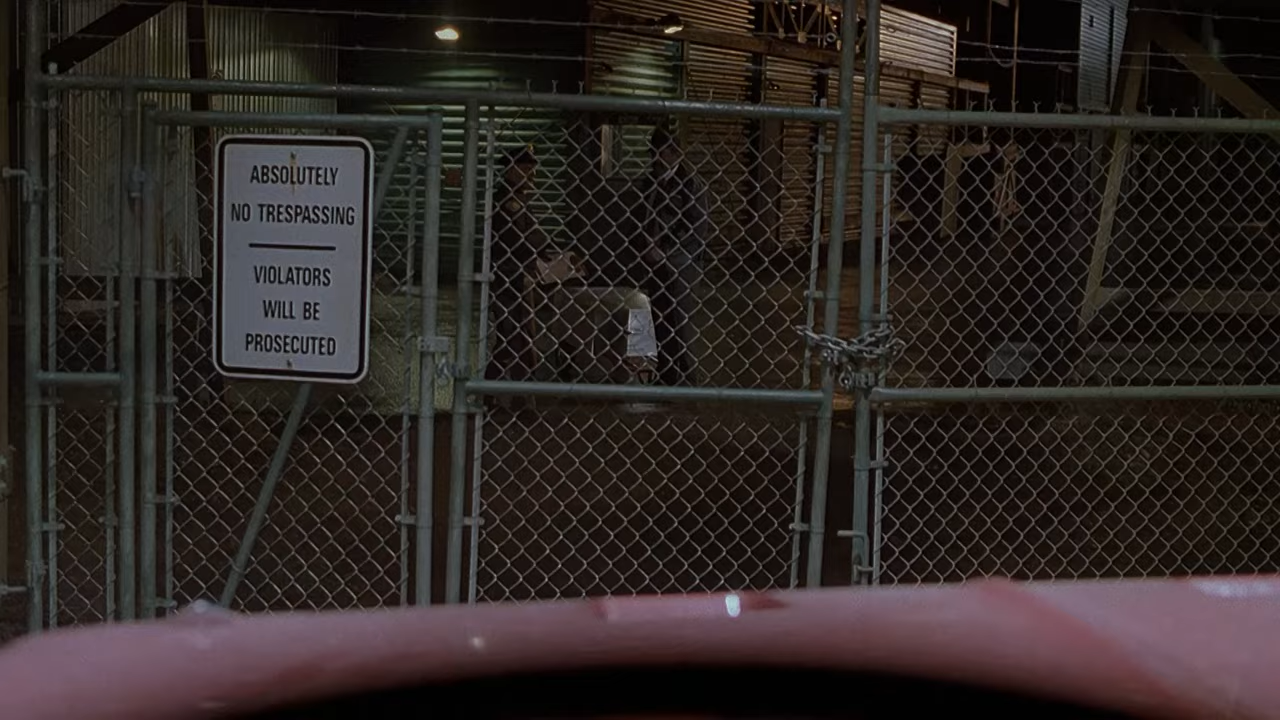 ABSOLUTELY
NO TRESPASSING
VIOLATORS
WILL BE
PROSECUTED